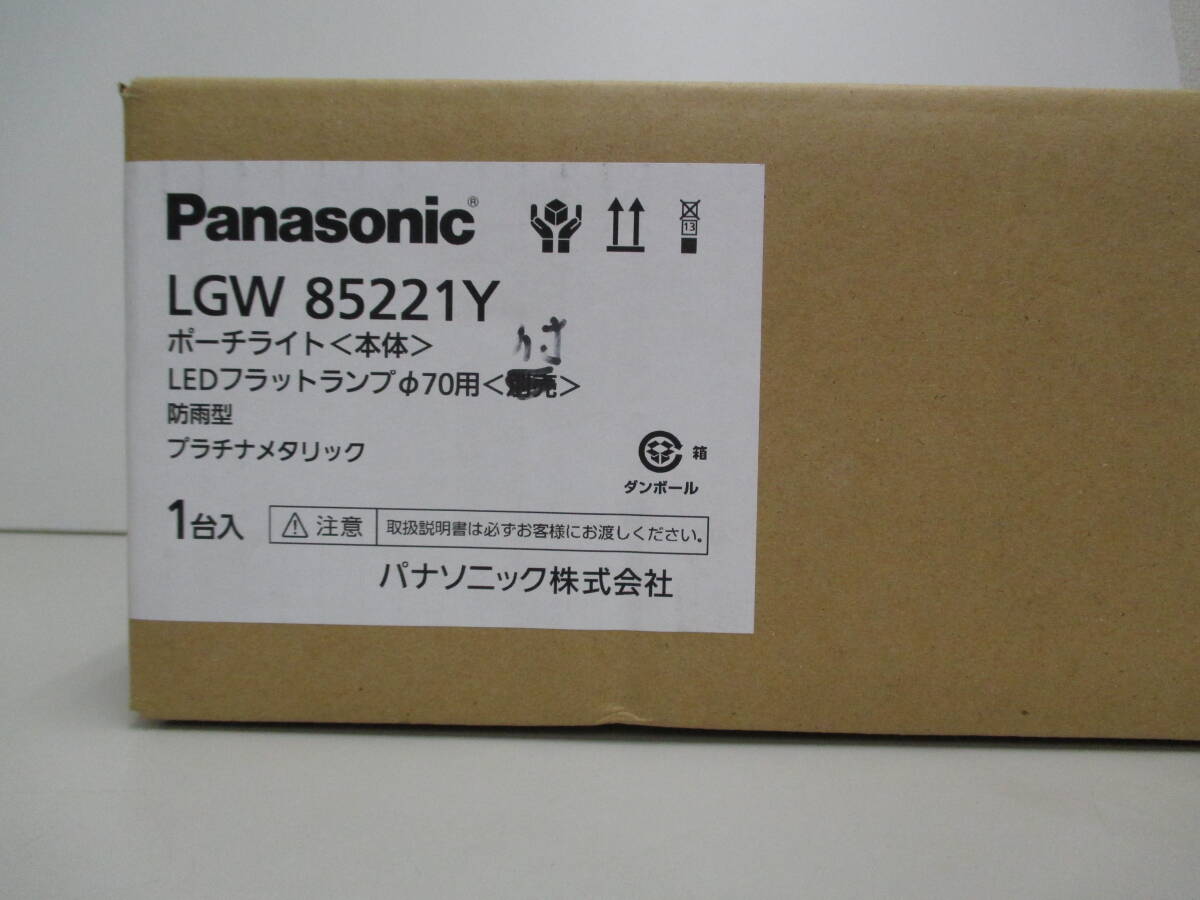 Panasonic®
13
LGW 85221Y
ポーチライト<本体>
付
LEDフラットランプφ70用<別売>
防雨型
プラチナメタリック
箱
ダンボール
1台入
注意 取扱説明書は必ずお客様にお渡しください。
パナソニック株式会社